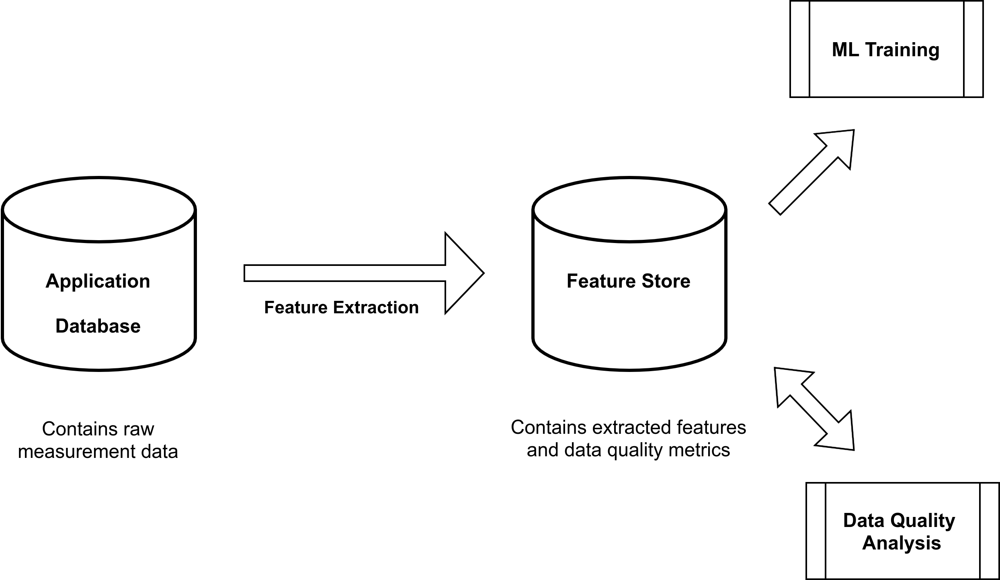 ML Training
Application
Database
Feature Extraction
Feature Store
Contains raw
measurement data
Contains extracted features
and data quality metrics
Data Quality
Analysis